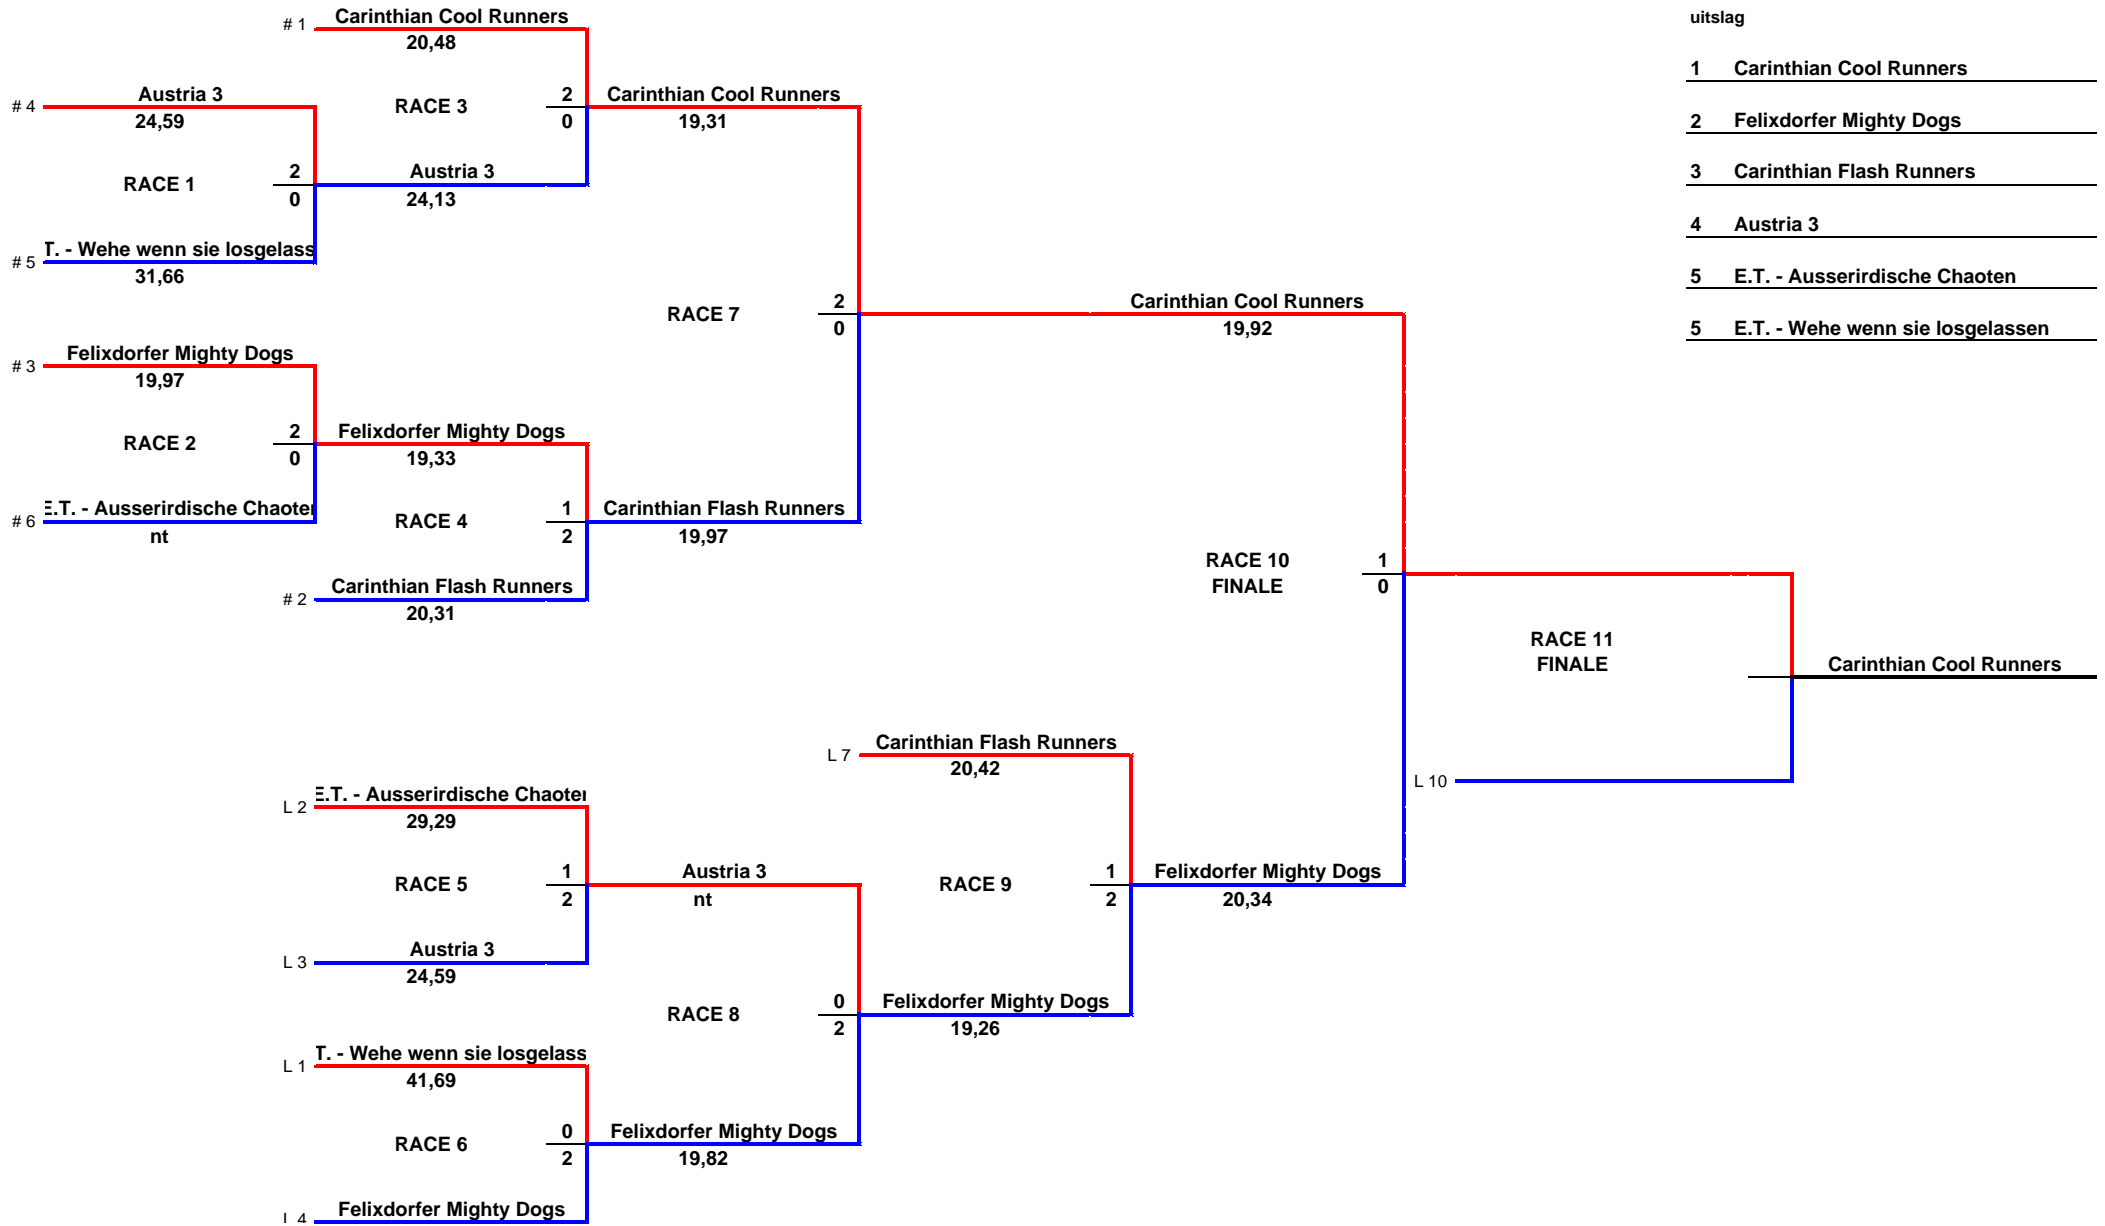 # 1 Carinthian Cool Runners
20,48
# 4 Austria 3
24,59
RACE 3
2
0
Carinthian Cool Runners
19,31
RACE 1
2
0
Austria 3
24,13
# 5 T. - Wehe wenn sie losgelass
31,66
RACE 7
2
0
Carinthian Cool Runners
19,92
# 3 Felixdorfer Mighty Dogs
19,97
RACE 2
2
0
Felixdorfer Mighty Dogs
19,33
# 6 E.T. - Ausserirdische Chaoten
nt
RACE 4
1
2
Carinthian Flash Runners
19,97
# 2 Carinthian Flash Runners
20,31
RACE 10
FINALE
1
0
RACE 11
FINALE
Carinthian Cool Runners
L 7 Carinthian Flash Runners
20,42
L 10
L 2 E.T. - Ausserirdische Chaoten
29,29
RACE 5
1
2
Austria 3
nt
RACE 9
1
2
Felixdorfer Mighty Dogs
20,34
L 3 Austria 3
24,59
RACE 8
0
2
Felixdorfer Mighty Dogs
19,26
L 1 T. - Wehe wenn sie losgelass
41,69
RACE 6
0
2
Felixdorfer Mighty Dogs
19,82
L 4 Felixdorfer Mighty Dogs
uitslag
1 Carinthian Cool Runners
2 Felixdorfer Mighty Dogs
3 Carinthian Flash Runners
4 Austria 3
5 E.T. - Ausserirdische Chaoten
5 E.T. - Wehe wenn sie losgelassen